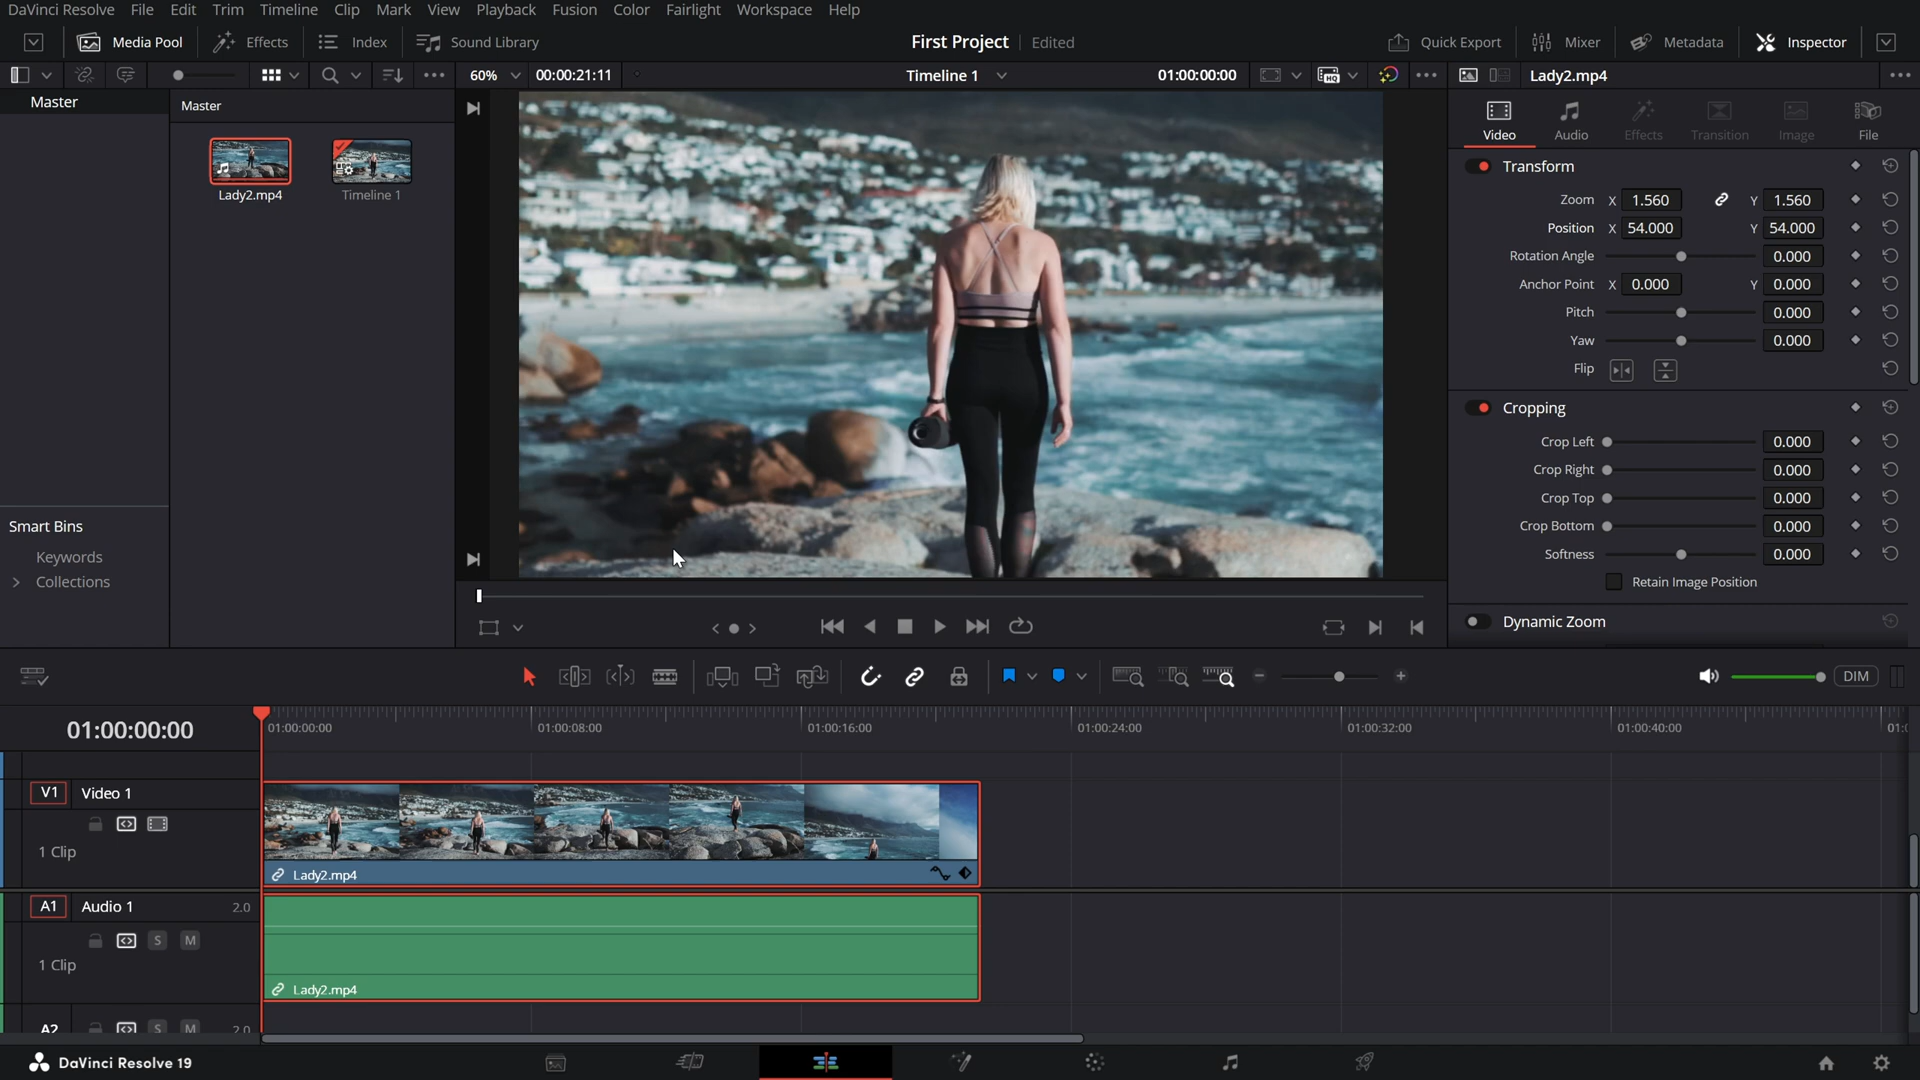 DaVinci Resolve File Edit Trim Timeline Clip Mark View Playback Fusion Color Fairlight Workspace Help
Media Pool Effects Index Sound Library First Project Edited Quick Export Mixer Metadata Inspector
60% 00:00:21:11 Timeline 1 01:00:00:00 Lady2.mp4
Master Master
Video Audio Effects Transition Image File
Transform
Lady2.mp4 Timeline 1
Zoom X 1.560 Y 1.560
Position X 54.000 Y 54.000
Rotation Angle 0.000
Anchor Point X 0.000 Y 0.000
Pitch 0.000
Yaw 0.000
Flip
Cropping
Crop Left 0.000
Crop Right 0.000
Crop Top 0.000
Crop Bottom 0.000
Softness 0.000
Retain Image Position
Dynamic Zoom
Smart Bins
Keywords
Collections
DIM
01:00:00:00 01:00:00:00 01:00:08:00 01:00:16:00 01:00:24:00 01:00:32:00 01:00:40:00
V1 Video 1
1 Clip
Lady2.mp4
A1 Audio 1 2.0
S M
1 Clip
Lady2.mp4
A2 S M 2.0
DaVinci Resolve 19